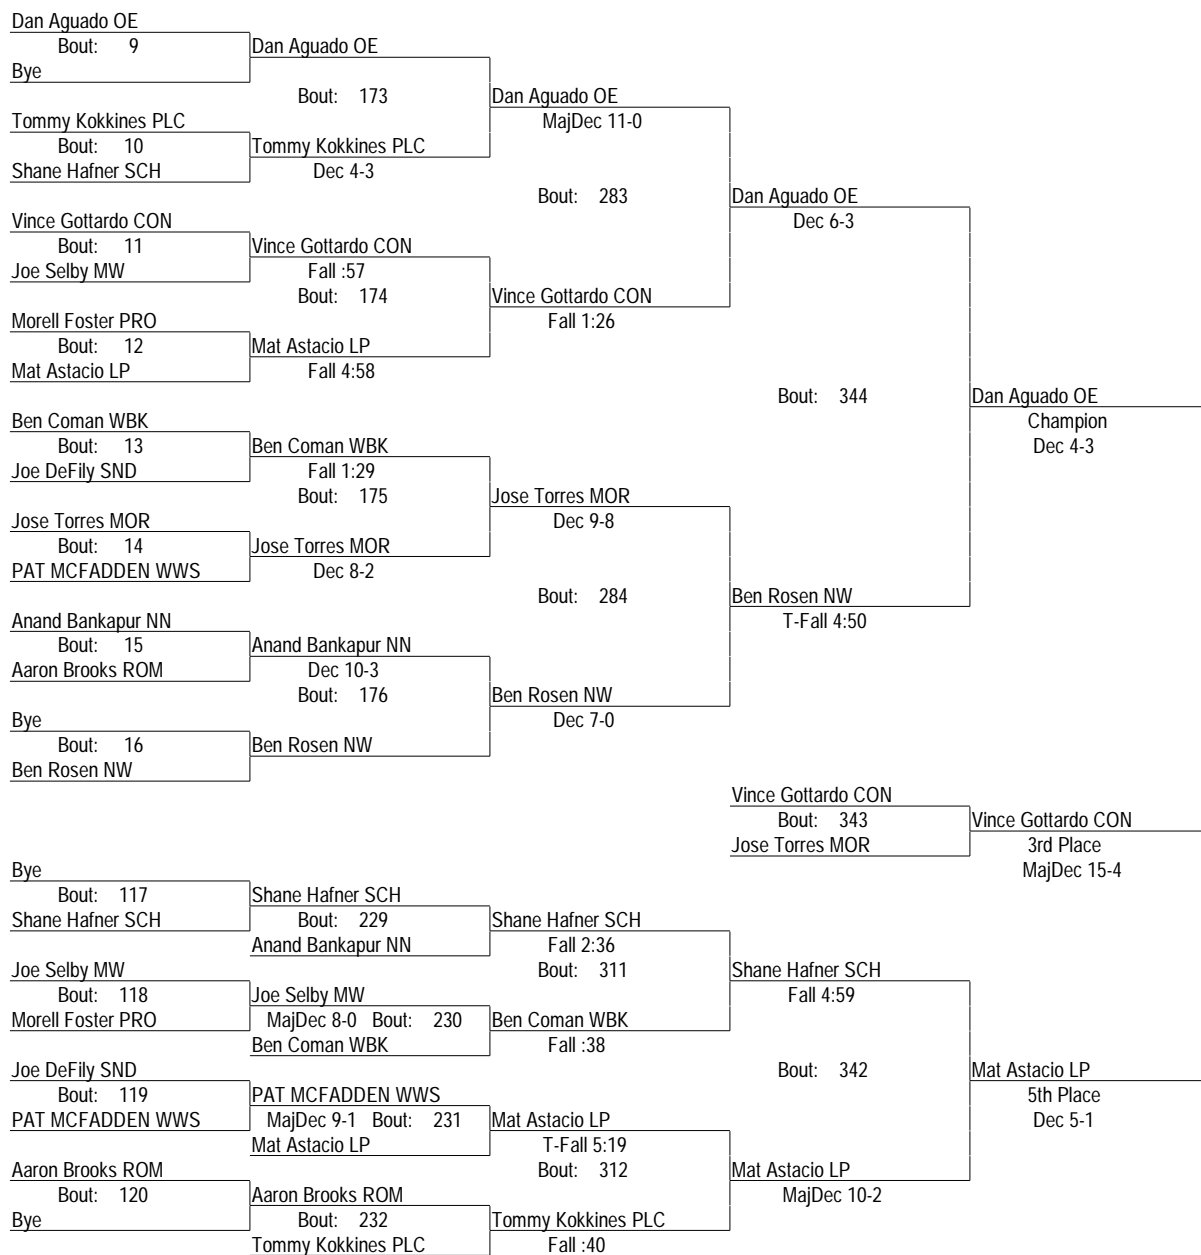 Dan Aguado OE
Bout: 9
Dan Aguado OE
Bye
Bout: 173
Dan Aguado OE
Tommy Kokkines PLC
MajDec 11-0
Bout: 10
Tommy Kokkines PLC
Shane Hafner SCH
Dec 4-3
Bout: 283
Dan Aguado OE
Vince Gottardo CON
Dec 6-3
Bout: 11
Vince Gottardo CON
Joe Selby MW
Fall :57
Bout: 174
Vince Gottardo CON
Morell Foster PRO
Fall 1:26
Bout: 12
Mat Astacio LP
Mat Astacio LP
Fall 4:58
Bout: 344
Dan Aguado OE
Ben Coman WBK
Champion
Bout: 13
Ben Coman WBK
Dec 4-3
Joe DeFily SND
Fall 1:29
Bout: 175
Jose Torres MOR
Jose Torres MOR
Dec 9-8
Bout: 14
Jose Torres MOR
PAT MCFADDEN WWS
Dec 8-2
Bout: 284
Ben Rosen NW
Anand Bankapur NN
T-Fall 4:50
Bout: 15
Anand Bankapur NN
Aaron Brooks ROM
Dec 10-3
Bout: 176
Ben Rosen NW
Bye
Dec 7-0
Bout: 16
Ben Rosen NW
Ben Rosen NW
Vince Gottardo CON
Bout: 343
Vince Gottardo CON
Jose Torres MOR
3rd Place
Bye
MajDec 15-4
Bout: 117
Shane Hafner SCH
Shane Hafner SCH
Bout: 229
Shane Hafner SCH
Anand Bankapur NN
Fall 2:36
Joe Selby MW
Bout: 311
Shane Hafner SCH
Bout: 118
Joe Selby MW
Fall 4:59
Morell Foster PRO
MajDec 8-0 Bout: 230
Ben Coman WBK
Ben Coman WBK
Fall :38
Joe DeFily SND
Bout: 342
Mat Astacio LP
Bout: 119
PAT MCFADDEN WWS
5th Place
PAT MCFADDEN WWS
MajDec 9-1 Bout: 231
Mat Astacio LP
Dec 5-1
Mat Astacio LP
T-Fall 5:19
Aaron Brooks ROM
Bout: 312
Mat Astacio LP
Bout: 120
Aaron Brooks ROM
MajDec 10-2
Bye
Bout: 232
Tommy Kokkines PLC
Tommy Kokkines PLC
Fall :40